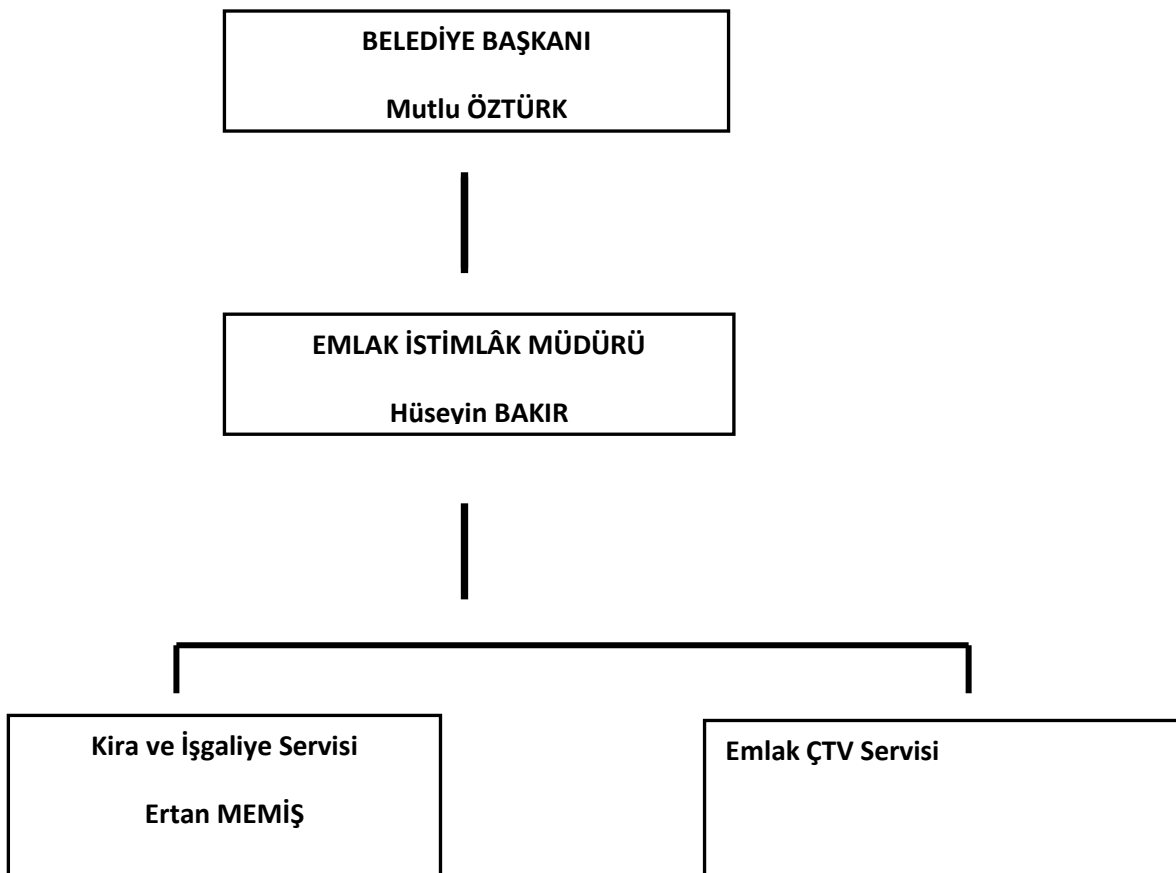 BELEDİYE BAŞKANI
Mutlu ÖZTÜRK
EMLAK İSTİMLÂK MÜDÜRÜ
Hüseyin BAKIR
Kira ve İşgaliye Servisi
Ertan MEMİŞ
Emlak ÇTV Servisi